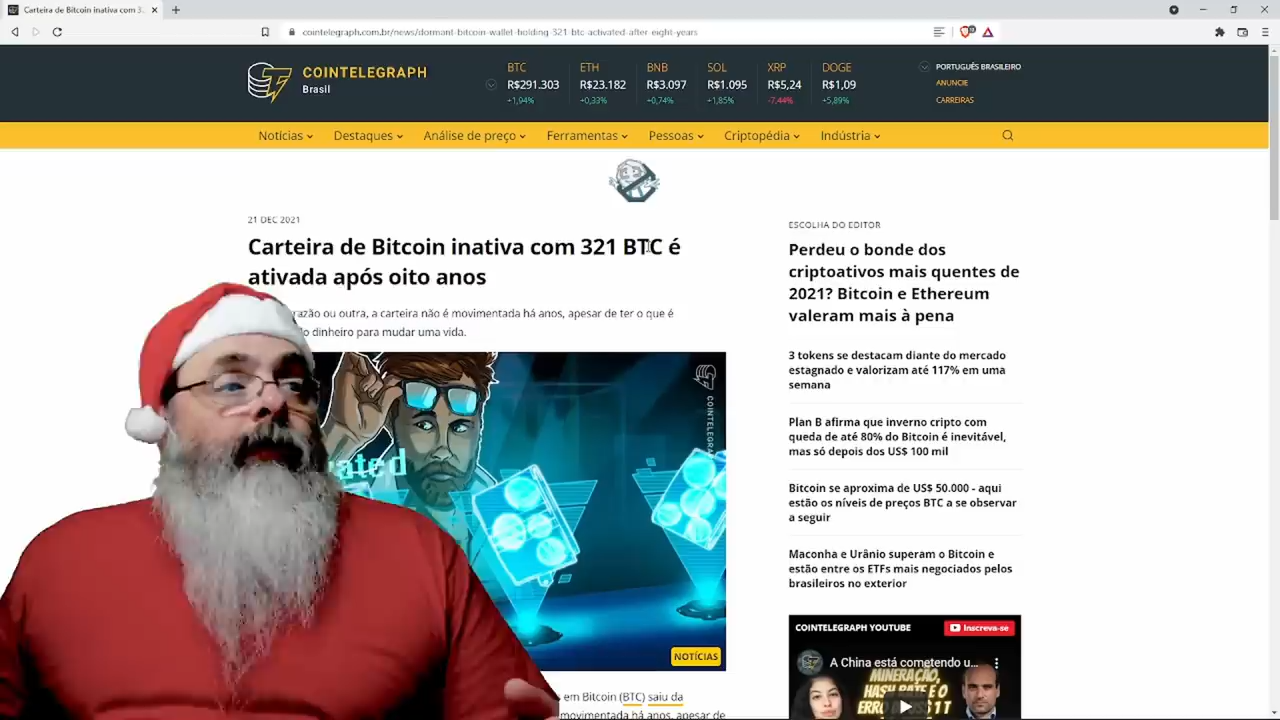 Carteira de Bitcoin inativa com 3
cointelegraph.com.br/news/dormant-bitcoin-wallet-holding-321-btc-activated-after-eight-years
COINTELEGRAPH
Brasil
BTC
R$291.303
+1,94%
ETH
R$23.182
+0,33%
BNB
R$3.097
+0,74%
SOL
R$1.095
+1,85%
XRP
R$5,24
-7,44%
DOGE
R$1,09
+5,89%
PORTUGUÊS BRASILEIRO
ANUNCIE
CARREIRAS
Notícias Destaques Análise de preço Ferramentas Pessoas Criptopédia Indústria
21 DEC 2021
Carteira de Bitcoin inativa com 321 BTC é
ativada após oito anos
razão ou outra, a carteira não é movimentada há anos, apesar de ter o que é
dinheiro para mudar uma vida.
COINTELEGRA
NOTÍCIAS
em Bitcoin (BTC) saiu da
movimentada há anos, apesar de
ESCOLHA DO EDITOR
Perdeu o bonde dos
criptoativos mais quentes de
2021? Bitcoin e Ethereum
valeram mais à pena
3 tokens se destacam diante do mercado
estagnado e valorizam até 117% em uma
semana
Plan B afirma que inverno cripto com
queda de até 80% do Bitcoin é inevitável,
mas só depois dos US$ 100 mil
Bitcoin se aproxima de US$ 50.000 - aqui
estão os níveis de preços BTC a se observar
a seguir
Maconha e Urânio superam o Bitcoin e
estão entre os ETFs mais negociados pelos
brasileiros no exterior
COINTELEGRAPH YOUTUBE
Inscreva-se
A China está cometendo u...
MINERAÇÃO,
HASH RATE E O